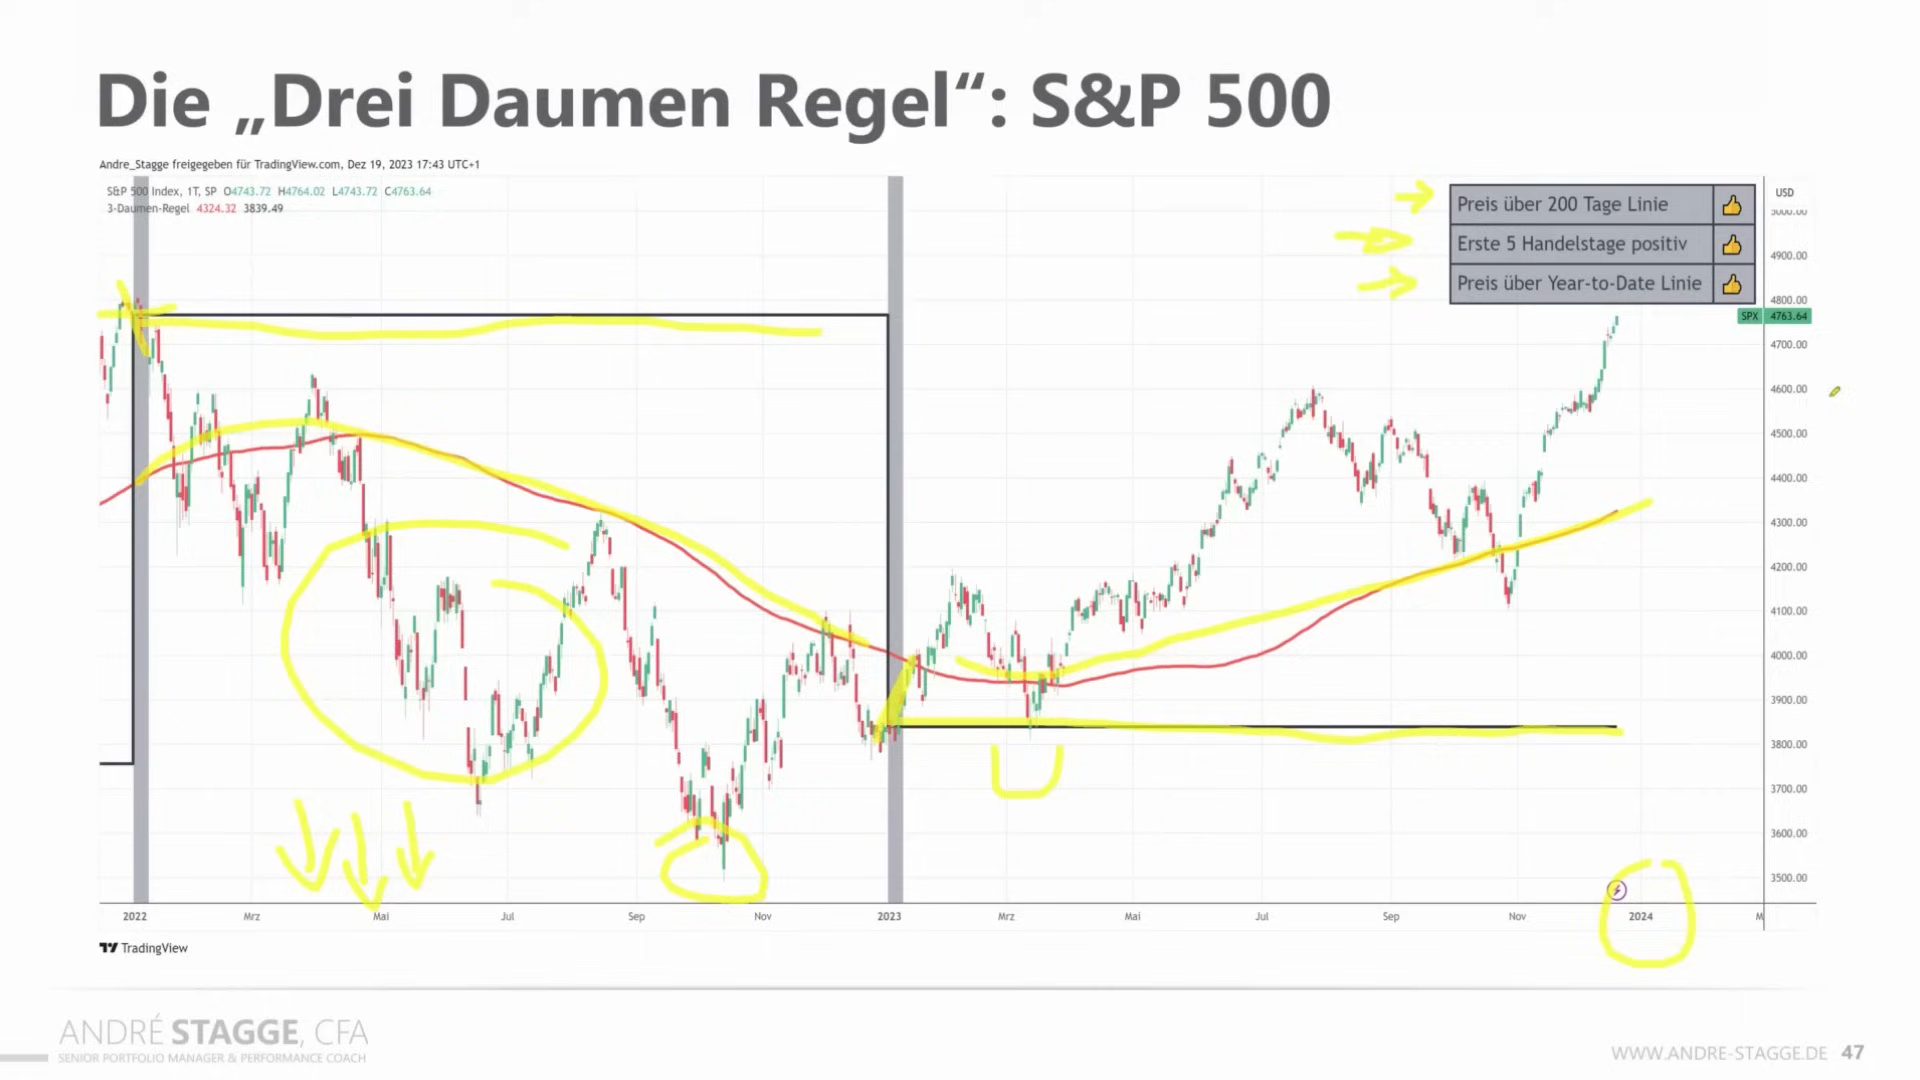 Die „Drei Daumen Regel“: S&P 500
Andre_Stagge freigegeben für TradingView.com, Dez 19, 2023 17:43 UTC+1
S&P 500 Index, 1T, SP O4743.72 H4764.02 L4743.72 C4763.64
3-Daumen-Regel 4324.32 3839.49
Preis über 200 Tage Linie
Erste 5 Handelstage positiv
Preis über Year-to-Date Linie
USD
5000.00
4900.00
4800.00
SPX 4763.64
4700.00
4600.00
4500.00
4400.00
4300.00
4200.00
4100.00
4000.00
3900.00
3800.00
3700.00
3600.00
3500.00
2022 Mrz Mai Jul Sep Nov 2023 Mrz Mai Jul Sep Nov 2024 M
TradingView
ANDRÉ STAGGE, CFA
SENIOR PORTFOLIO MANAGER & PERFORMANCE COACH
WWW.ANDRE-STAGGE.DE 47